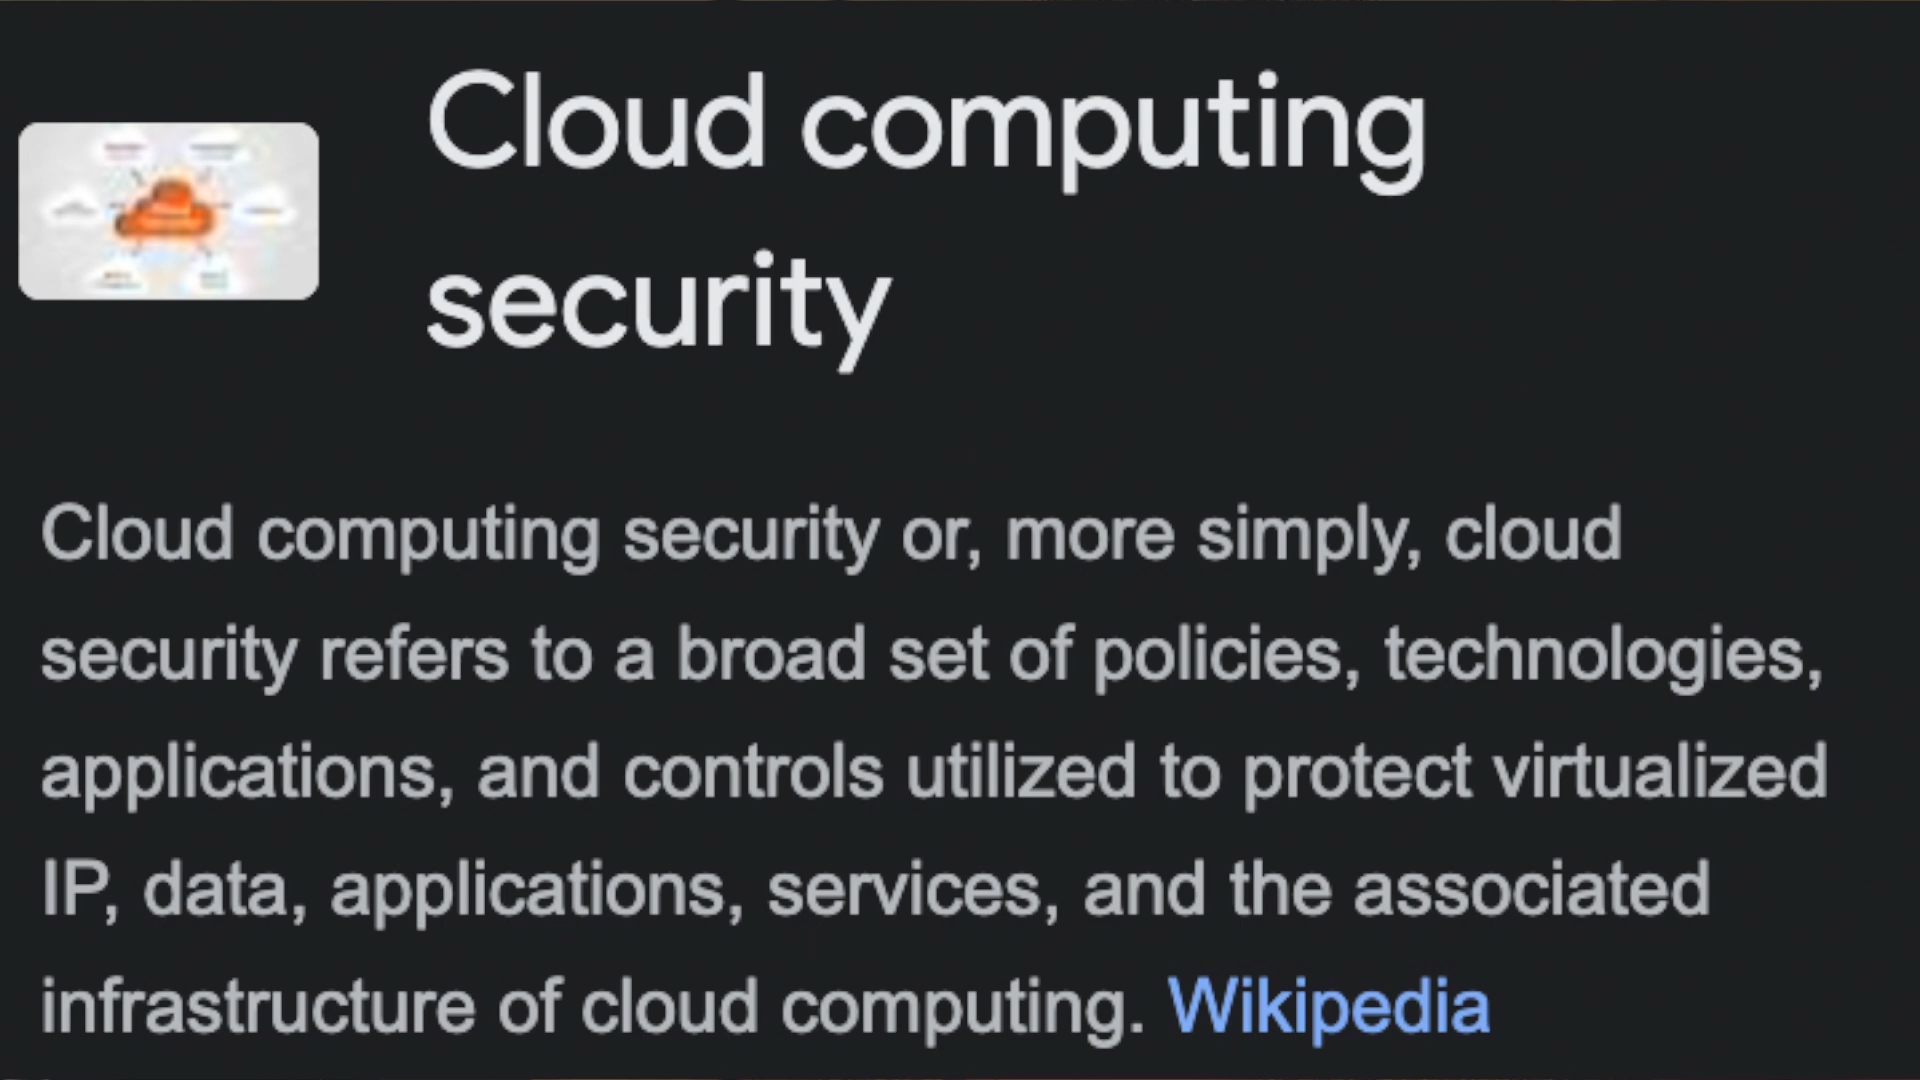 Cloud computing
security
Cloud computing security or, more simply, cloud
security refers to a broad set of policies, technologies,
applications, and controls utilized to protect virtualized
IP, data, applications, services, and the associated
infrastructure of cloud computing. Wikipedia